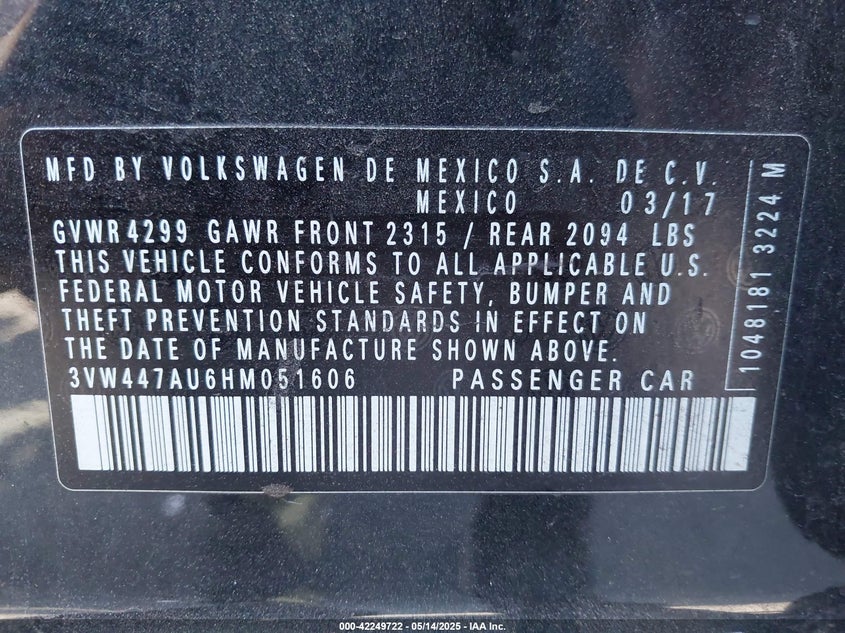 MFD BY VOLKSWAGEN DE MEXICO S.A. DE C.V.
MEXICO 03/17
GVWR 4299 GAWR FRONT 2315 / REAR 2094 LBS
THIS VEHICLE CONFORMS TO ALL APPLICABLE U.S.
FEDERAL MOTOR VEHICLE SAFETY, BUMPER AND
THEFT PREVENTION STANDARDS IN EFFECT ON
THE DATE OF MANUFACTURE SHOWN ABOVE.
3VW447AU6HM051606 PASSENGER CAR
1048181 3224 M
000-42249722 - 05/14/2025 - IAA Inc.